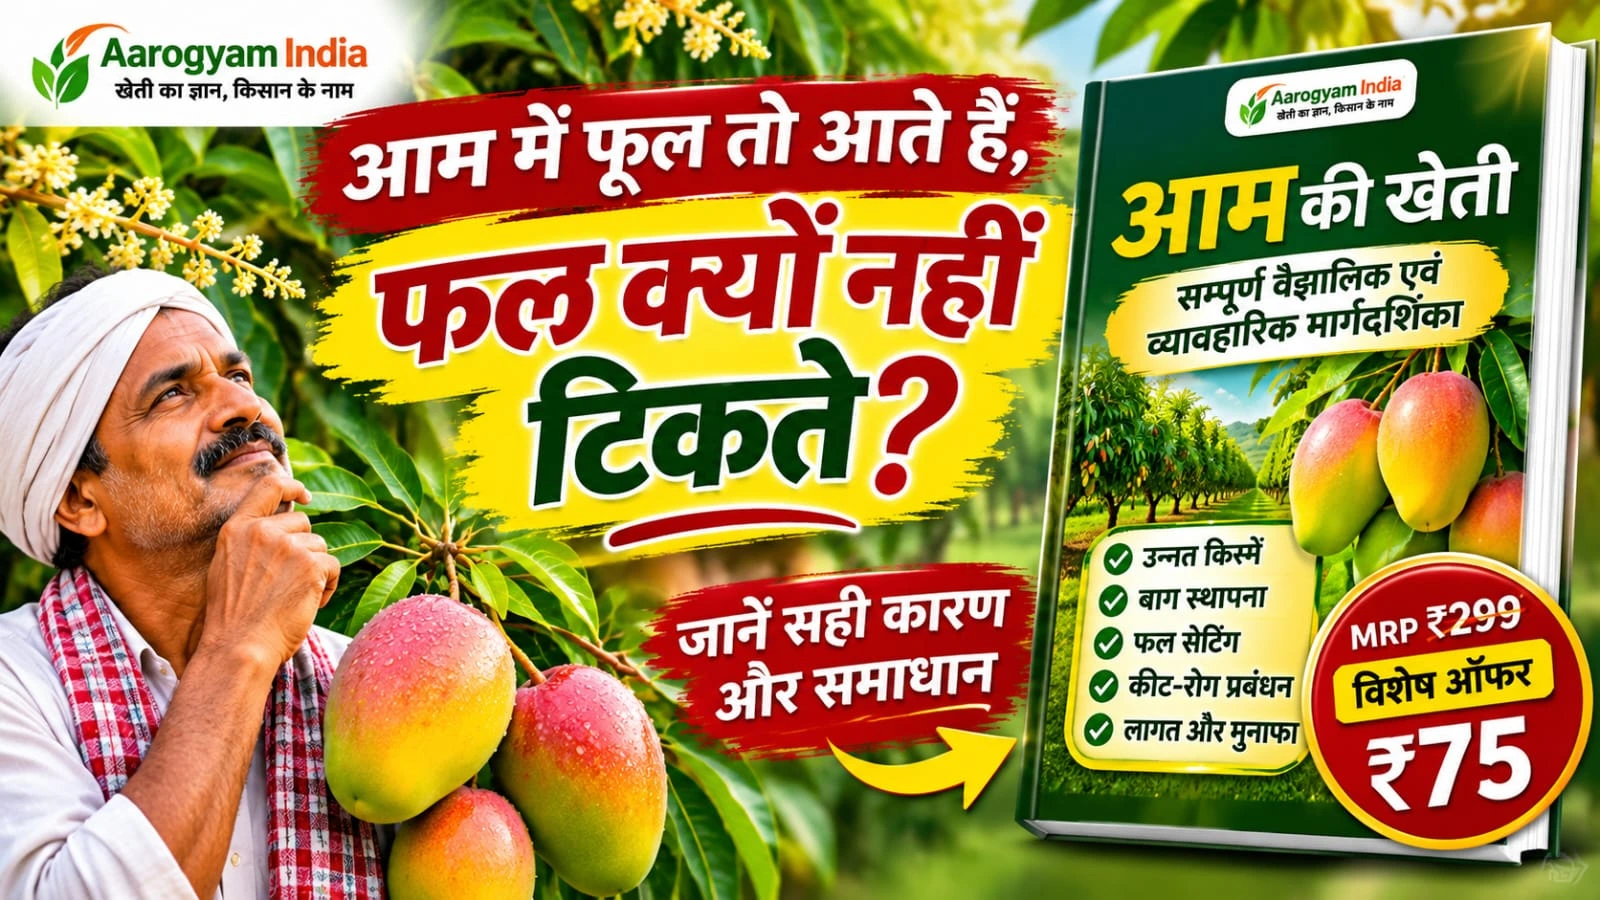 Aarogyam India
खेती का ज्ञान, किसान के नाम
आम में फूल तो आते हैं,
फल क्यों नहीं
टिकते?
जानें सही कारण
और समाधान
Aarogyam India
खेती का ज्ञान, किसान के नाम
आम की खेती
सम्पूर्ण वैझालिक एवं
व्यावहारिक मार्गदर्शिका
उन्नत किस्में
बाग स्थापना
फल सेटिंग
कीट-रोग प्रबंधन
लागत और मुनाफा
MRP ₹299
विशेष ऑफर
₹75